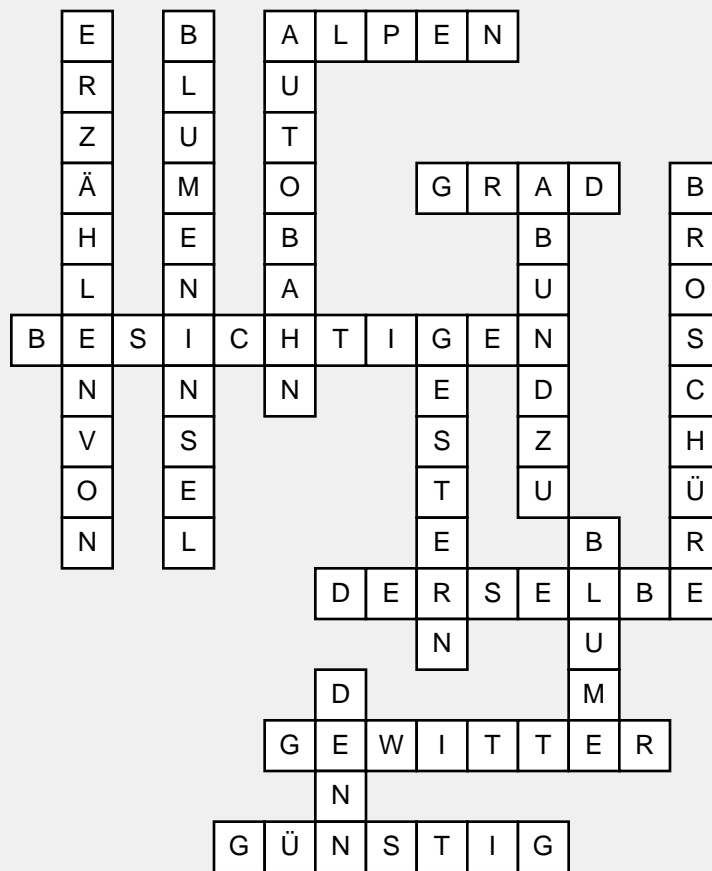 E B A L P E N
R L U
Z U T
Ä M O G R A D B
H E B B R
L N A U O
B E S I C H T I G E N S
N N N E D C
V S S Z H
O E T U Ü
N L E B R
D E R S E L B E
N U
D M
G E W I T T E R
N
G Ü N S T I G